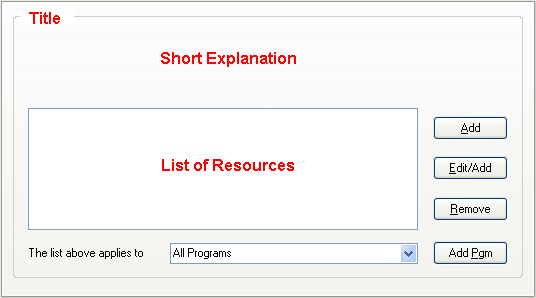 Title
Short Explanation
List of Resources
Add
Edit/Add
Remove
The list above applies to All Programs Add Pgm